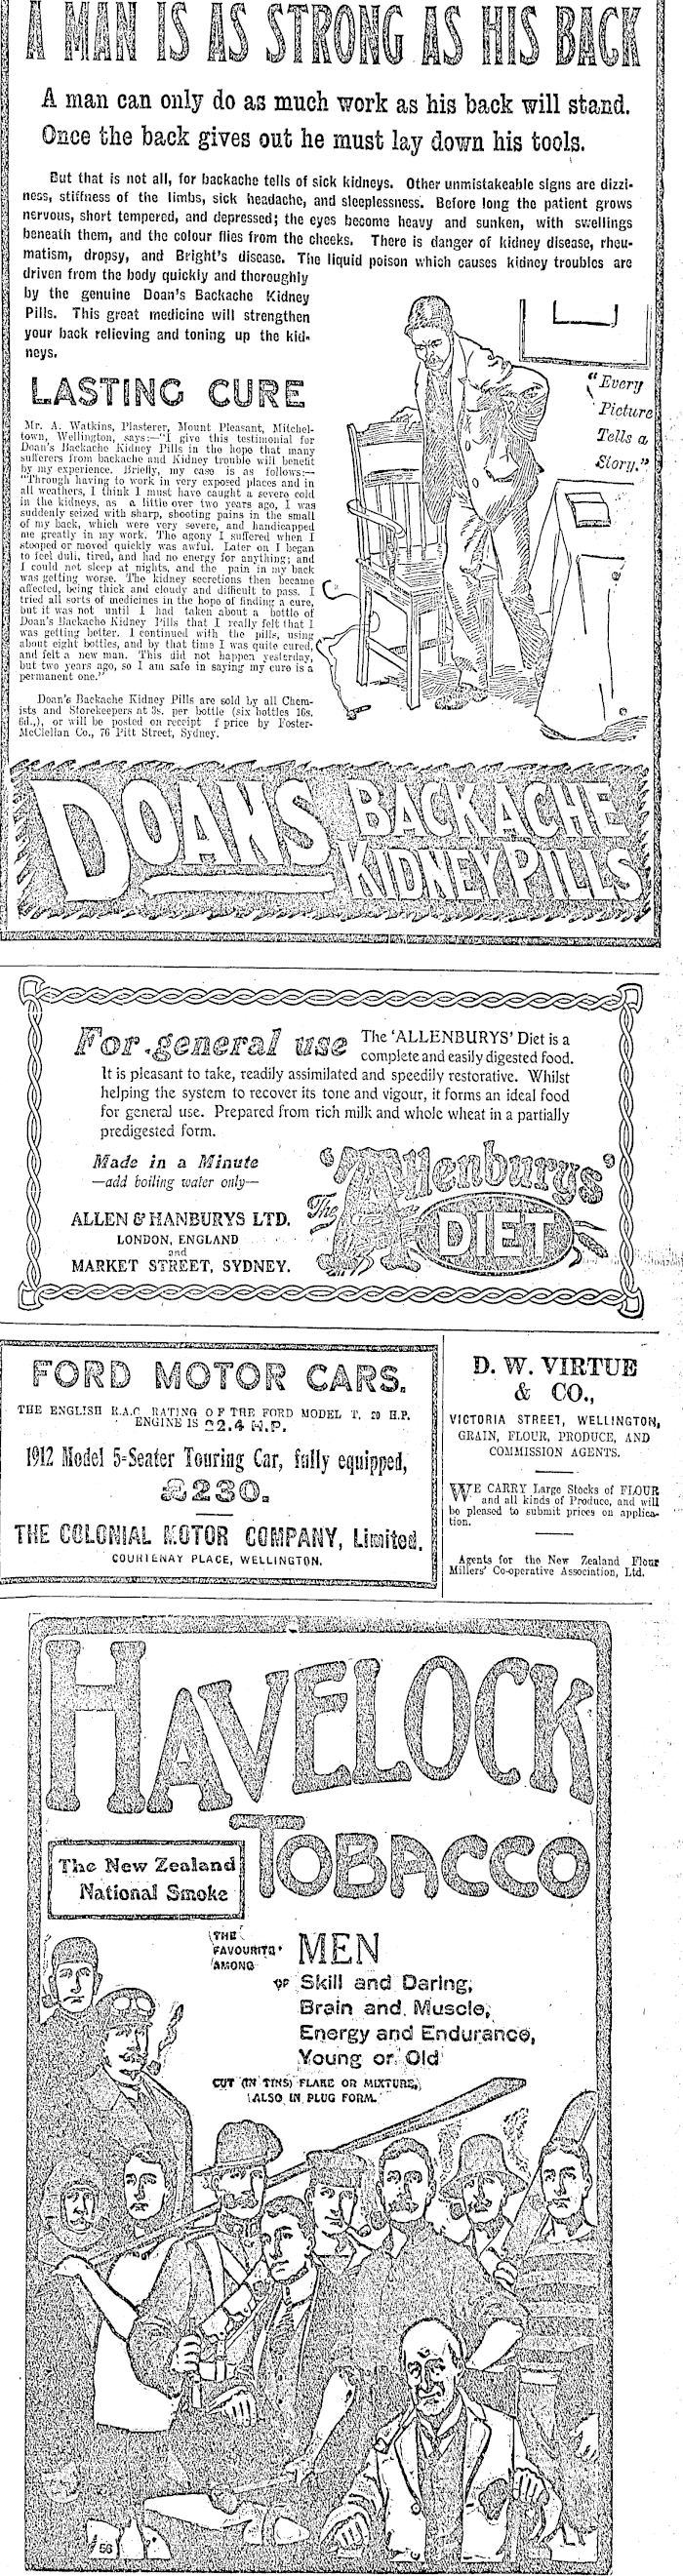 A MAN IS AS STRONG AS HIS BACK
A man can only do as much work as his back will stand.
Once the back gives out he must lay down his tools.
But that is not all, for backache tells of sick kidneys. Other unmistakeable signs are dizzi-
ness, stiffness of the limbs, sick headache, and sleeplessness. Before long the patient grows
nervous, short tempered, and depressed; the eyes become heavy and sunken, with swellings
beneath them, and the colour flies from the cheeks. There is danger of kidney disease, rheu-
matism, dropsy, and Bright's disease. The liquid poison which causes kidney troubles are
driven from the body quickly and thoroughly
by the genuine Doan's Backache Kidney
Pills. This great medicine will strengthen
your back relieving and toning up the kid-
neys.
"Every
Picture
Tells a
Story."
LASTING CURE
Mr. A. Watkins, Plasterer, Mount Pleasant, Mitchel-
town, Wellington, says:—"I give this testimonial for
Doan's Backache Kidney Pills in the hope that many
sufferers from backache and kidney trouble will benefit
by my experience. Briefly, my case is as follows:—
"Through having to work in very exposed places and in
all weathers, I think I must have caught a severe cold
in the kidneys, as a little over two years ago, I was
suddenly seized with sharp, shooting pains in the small
of my back, which were very severe, and handicapped
me greatly in my work. The agony I suffered when I
stooped or moved quickly was awful. Later on I began
to feel dull, tired, and had no energy for anything; and
I could not sleep at nights, and the pain in my back
was getting worse. The kidney secretions then became
affected, being thick and cloudy and difficult to pass. I
tried all sorts of medicines in the hope of finding a cure,
but it was not until I had taken about a bottle of
Doan's Backache Kidney Pills that I really felt that I
was getting better. I continued with the pills, using
about eight bottles, and by that time I was quite cured,
and felt a new man. This did not happen yesterday,
but two years ago, so I am safe in saying my cure is a
permanent one."
Doan's Backache Kidney Pills are sold by all Chem-
ists and Storekeepers at 3s. per bottle (six bottles 16s.
6d.,), or will be posted on receipt f price by Foster-
McClellan Co., 76 Pitt Street, Sydney.
DOANS BACKACHE
KIDNEY PILLS
For general use The 'ALLENBURYS' Diet is a
complete and easily digested food.
It is pleasant to take, readily assimilated and speedily restorative. Whilst
helping the system to recover its tone and vigour, it forms an ideal food
for general use. Prepared from rich milk and whole wheat in a partially
predigested form.
Made in a Minute
—add boiling water only—
ALLEN & HANBURYS LTD.
LONDON, ENGLAND
and
MARKET STREET, SYDNEY.
The 'Allenburys'
DIET
FORD MOTOR CARS.
THE ENGLISH R.A.C. RATING OF THE FORD MODEL T. 20 H.P.
ENGINE IS 22.4 H.P.
1912 Model 5-Seater Touring Car, fully equipped,
£230.
THE COLONIAL MOTOR COMPANY, Limited.
COURTENAY PLACE, WELLINGTON.
D. W. VIRTUE
& CO.,
VICTORIA STREET, WELLINGTON,
GRAIN, FLOUR, PRODUCE, AND
COMMISSION AGENTS.
WE CARRY Large Stocks of FLOUR
and all kinds of Produce, and will
be pleased to submit prices on applica-
tion.
Agents for the New Zealand Flour
Millers' Co-operative Association, Ltd.
HAVELOCK
TOBACCO
The New Zealand
National Smoke
THE
FAVOURITE
AMONG
MEN
OF Skill and Daring,
Brain and Muscle,
Energy and Endurance,
Young or Old
CUT (IN TINS) FLAKE OR MIXTURE,
ALSO IN PLUG FORM.
56